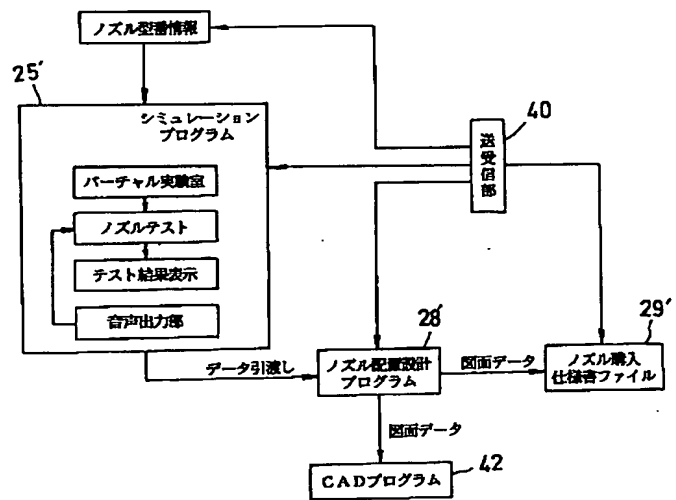 ノズル型番情報
25′
シミュレーション
プログラム
バーチャル実験室
ノズルテスト
テスト結果表示
音声出力部
40
送受信部
データ引渡し
28′
ノズル配置設計
プログラム
図面データ
29′
ノズル購入
仕様書ファイル
図面データ
CADプログラム
42